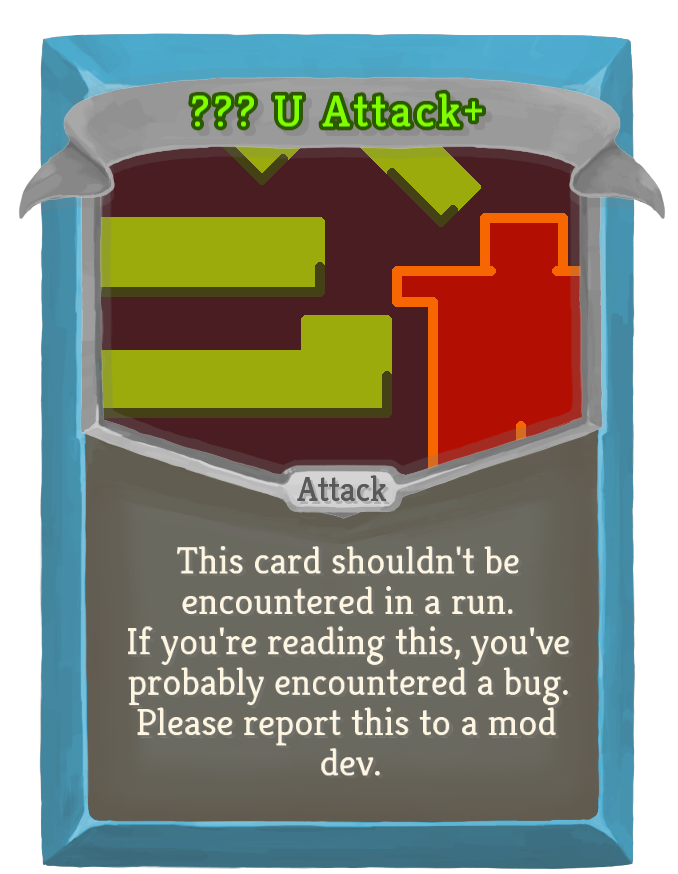 ??? U Attack+
Attack
This card shouldn't be
encountered in a run.
If you're reading this, you've
probably encountered a bug.
Please report this to a mod
dev.